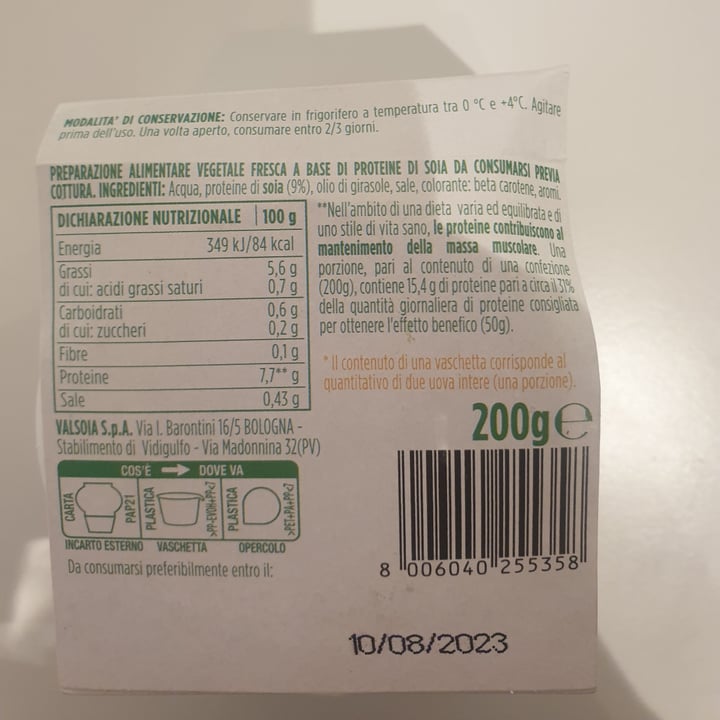 MODALITA' DI CONSERVAZIONE: Conservare in frigorifero a temperatura tra 0 °C e +4°C. Agitare
prima dell'uso. Una volta aperto, consumare entro 2/3 giorni.
PREPARAZIONE ALIMENTARE VEGETALE FRESCA A BASE DI PROTEINE DI SOIA DA CONSUMARSI PREVIA
COTTURA. INGREDIENTI: Acqua, proteine di soia (9%), olio di girasole, sale, colorante: beta carotene, aromi.
DICHIARAZIONE NUTRIZIONALE 100 g
Energia 349 kJ/84 kcal
Grassi 5,6 g
di cui: acidi grassi saturi 0,7 g
Carboidrati 0,6 g
di cui: zuccheri 0,2 g
Fibre 0,1 g
Proteine 7,7** g
Sale 0,43 g
**Nell'ambito di una dieta varia ed equilibrata e di
uno stile di vita sano, le proteine contribuiscono al
mantenimento della massa muscolare. Una
porzione, pari al contenuto di una confezione
(200g), contiene 15,4 g di proteine pari a circa il 31%
della quantità giornaliera di proteine consigliata
per ottenere l'effetto benefico (50g).
* Il contenuto di una vaschetta corrisponde al
quantitativo di due uova intere (una porzione).
200g e
VALSOIA S.p.A. Via I. Barontini 16/5 BOLOGNA -
Stabilimento di Vidigulfo - Via Madonnina 32(PV)
COS'È DOVE VA
CARTA PAP21 PLASTICA >PP-EVOH+PP<7 PLASTICA >PET+PA+PP<7
INCARTO ESTERNO VASCHETTA OPERCOLO
Da consumarsi preferibilmente entro il:
8 006040 255358
10/08/2023